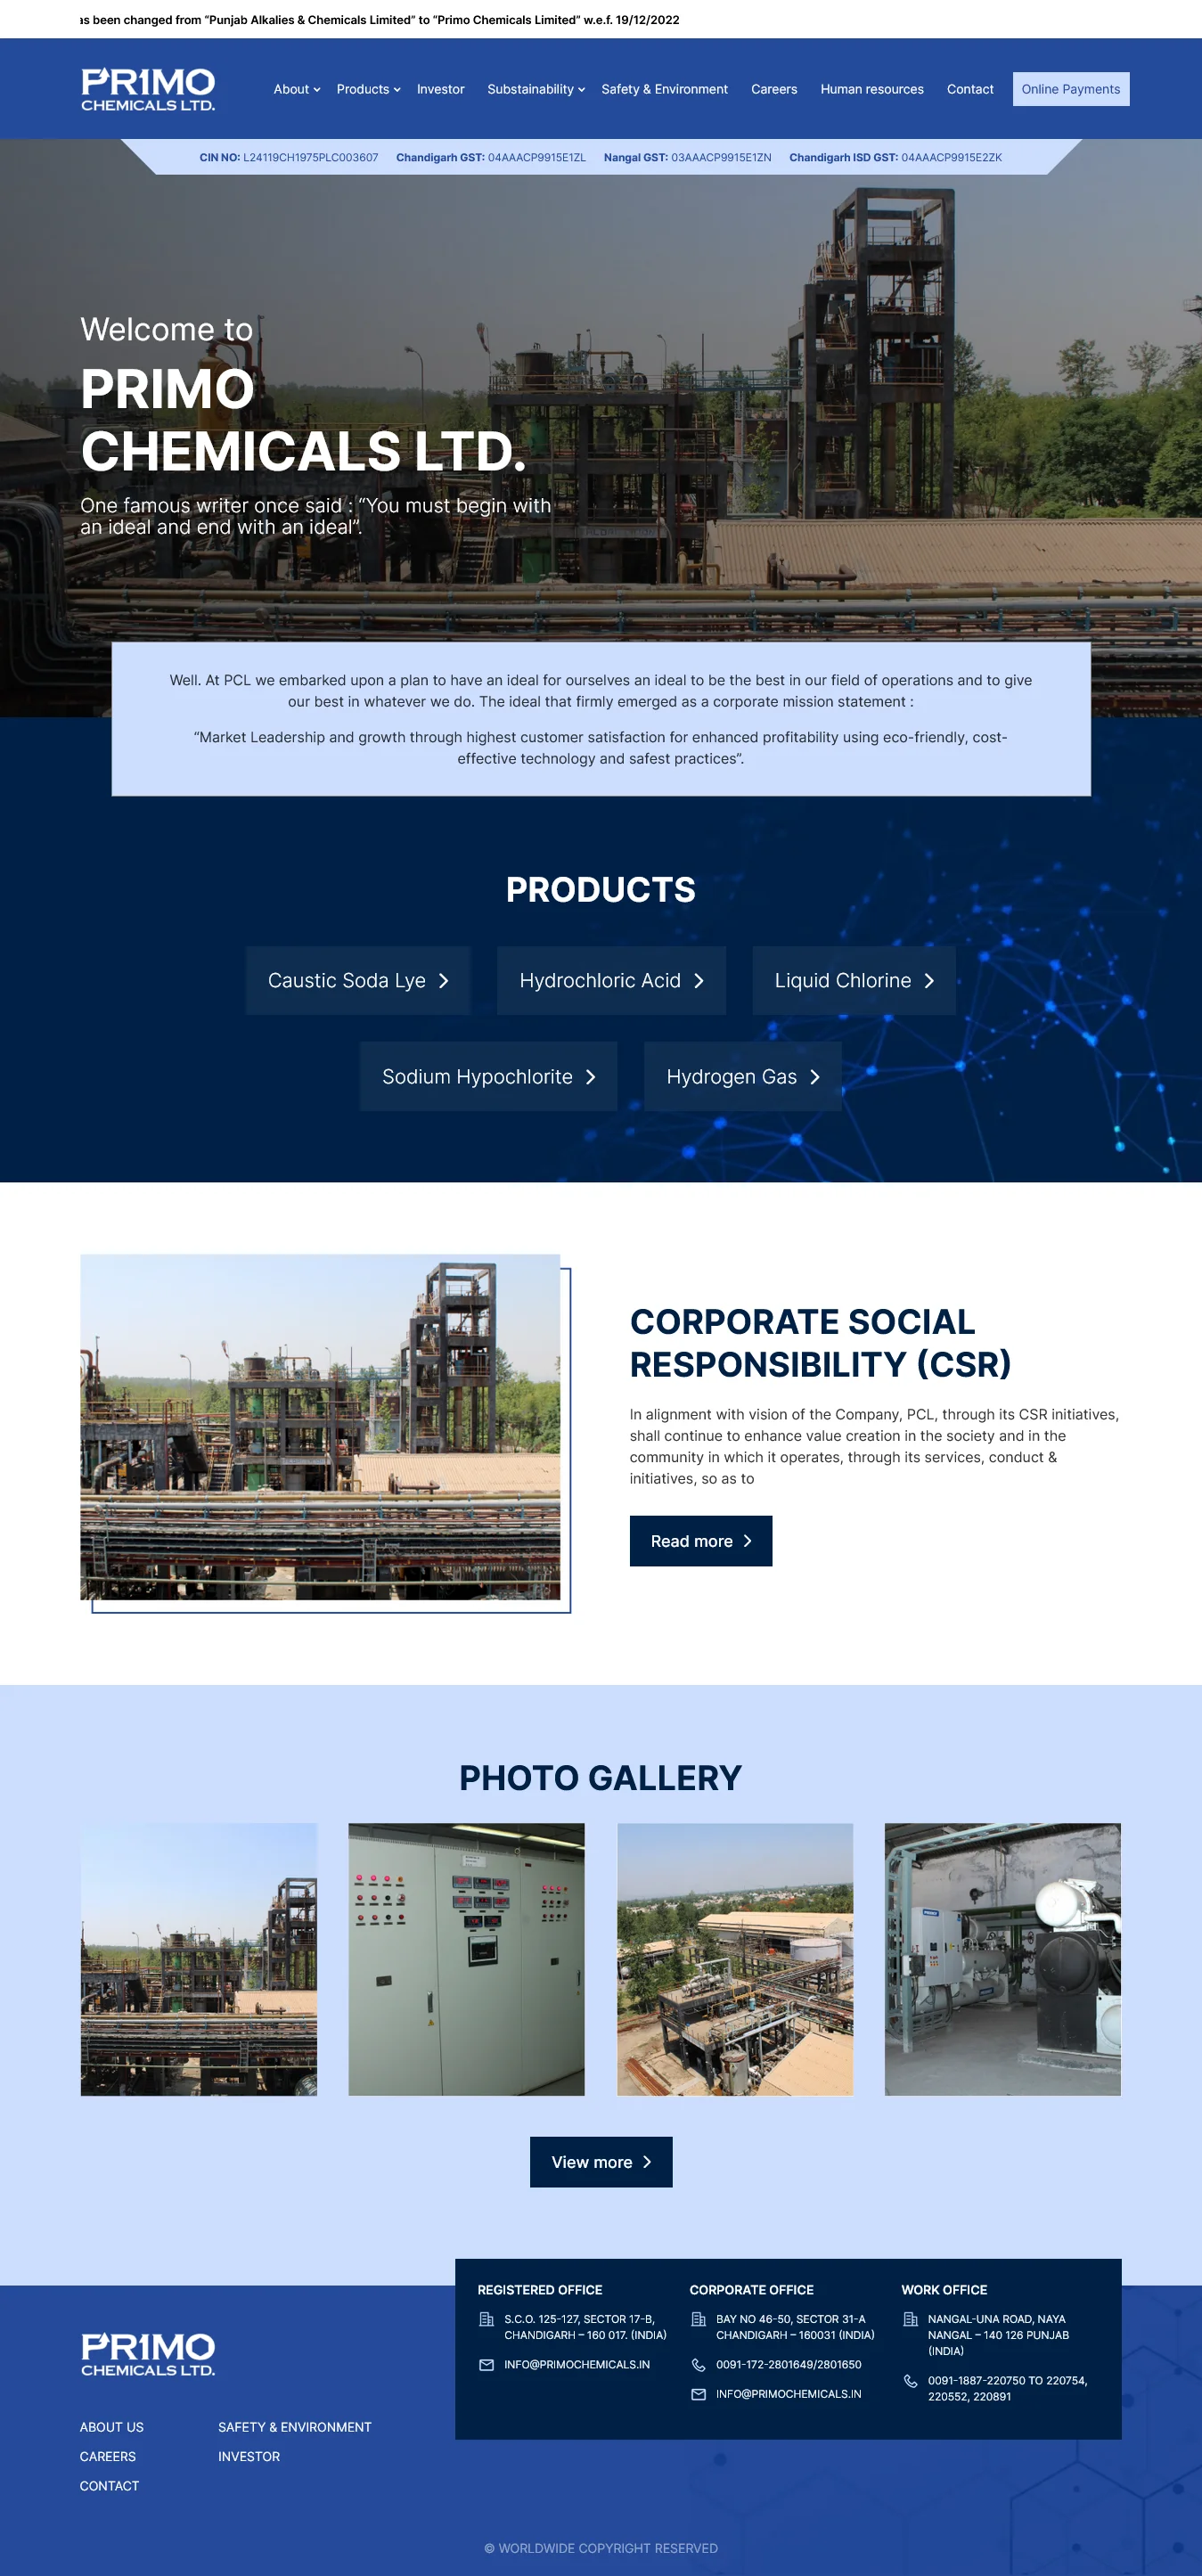 as been changed from “Punjab Alkalies & Chemicals Limited” to “Primo Chemicals Limited” w.e.f. 19/12/2022
PRIMO
CHEMICALS LTD.
About
Products
Investor
Substainability
Safety & Environment
Careers
Human resources
Contact
Online Payments
CIN NO: L24119CH1975PLC003607
Chandigarh GST: 04AAACP9915E1ZL
Nangal GST: 03AAACP9915E1ZN
Chandigarh ISD GST: 04AAACP9915E2ZK
Welcome to
PRIMO
CHEMICALS LTD.
One famous writer once said : “You must begin with
an ideal and end with an ideal”.
Well. At PCL we embarked upon a plan to have an ideal for ourselves an ideal to be the best in our field of operations and to give
our best in whatever we do. The ideal that firmly emerged as a corporate mission statement :
“Market Leadership and growth through highest customer satisfaction for enhanced profitability using eco-friendly, cost-
effective technology and safest practices”.
PRODUCTS
Caustic Soda Lye
Hydrochloric Acid
Liquid Chlorine
Sodium Hypochlorite
Hydrogen Gas
CORPORATE SOCIAL
RESPONSIBILITY (CSR)
In alignment with vision of the Company, PCL, through its CSR initiatives,
shall continue to enhance value creation in the society and in the
community in which it operates, through its services, conduct &
initiatives, so as to
Read more
PHOTO GALLERY
View more
REGISTERED OFFICE
S.C.O. 125-127, SECTOR 17-B,
CHANDIGARH – 160 017. (INDIA)
INFO@PRIMOCHEMICALS.IN
CORPORATE OFFICE
BAY NO 46-50, SECTOR 31-A
CHANDIGARH – 160031 (INDIA)
0091-172-2801649/2801650
INFO@PRIMOCHEMICALS.IN
WORK OFFICE
NANGAL-UNA ROAD, NAYA
NANGAL – 140 126 PUNJAB
(INDIA)
0091-1887-220750 TO 220754,
220552, 220891
PRIMO
CHEMICALS LTD.
ABOUT US
SAFETY & ENVIRONMENT
CAREERS
INVESTOR
CONTACT
© WORLDWIDE COPYRIGHT RESERVED